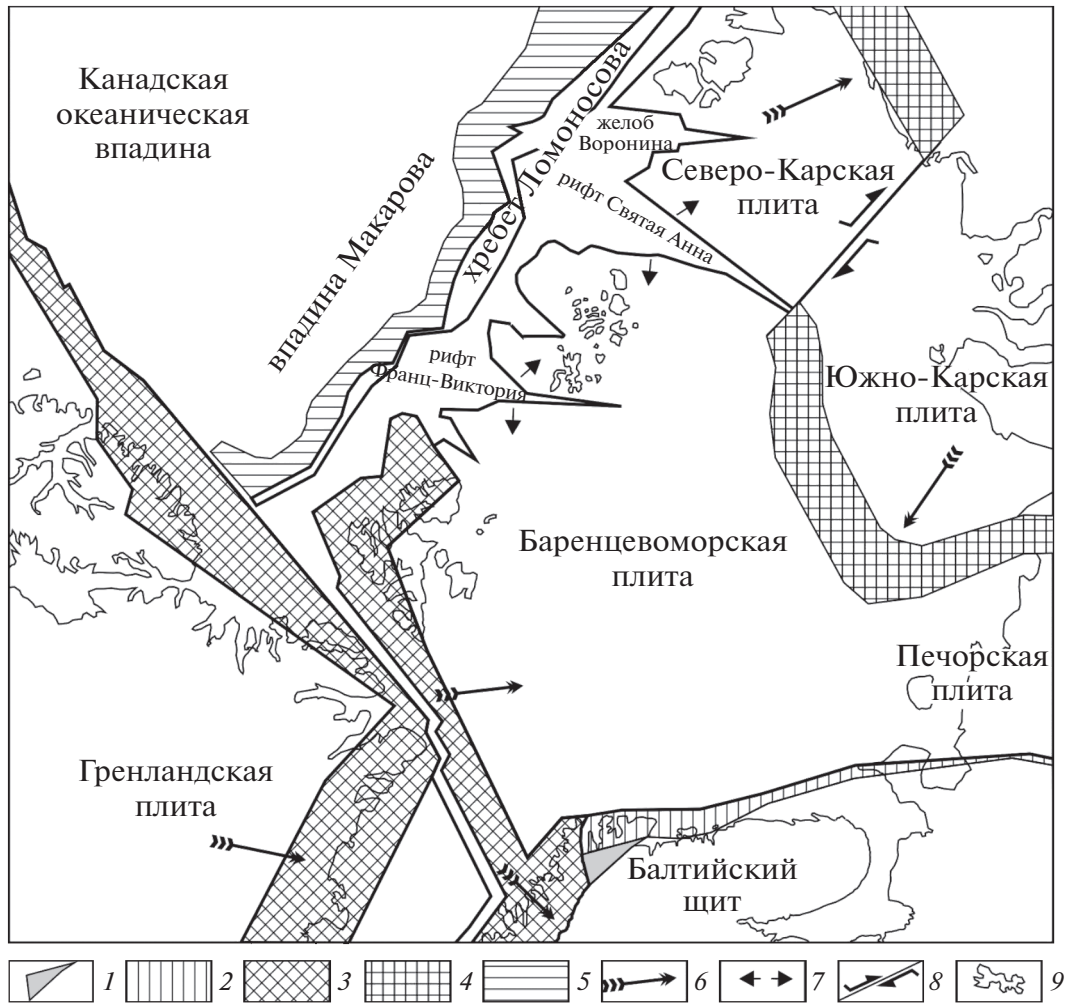 Канадская
океаническая
впадина
впадина Макарова
хребет Ломоносова
желоб
Воронина
рифт Святая Анна
Северо-Карская
плита
рифт
Франц-Виктория
Южно-Карская
плита
Баренцевоморская
плита
Печорская
плита
Гренландская
плита
Балтийский
щит
1 2 3 4 5 6 7 8 9